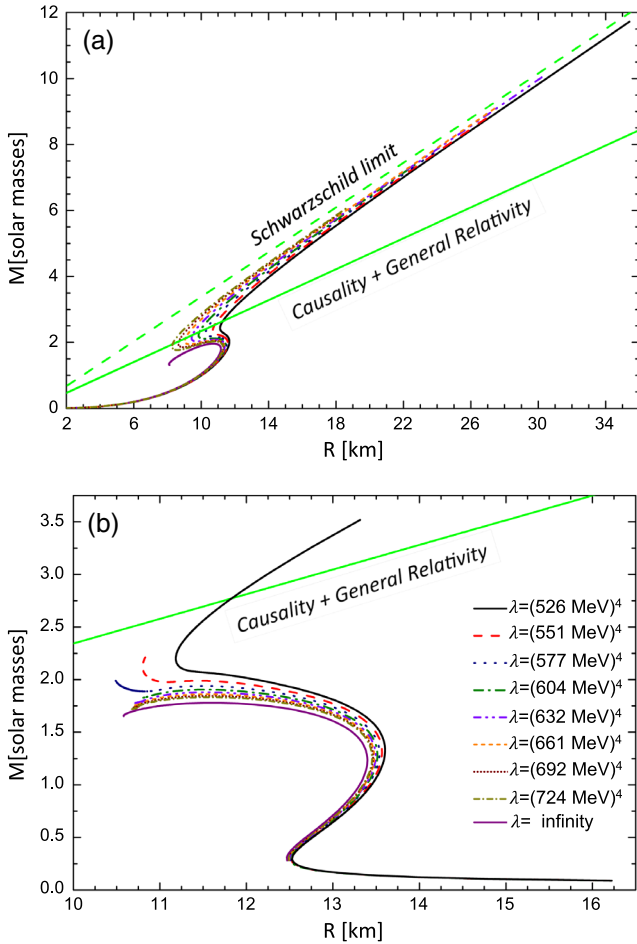 (a)
M[solar masses]
12
10
8
6
4
2
0
Schwarzschild limit
Causality + General Relativity
2 6 10 14 18 22 26 30 34
R [km]
(b)
M[solar masses]
3.5
3.0
2.5
2.0
1.5
1.0
0.5
0.0
Causality + General Relativity
λ=(526 MeV)⁴
λ=(551 MeV)⁴
λ=(577 MeV)⁴
λ=(604 MeV)⁴
λ=(632 MeV)⁴
λ=(661 MeV)⁴
λ=(692 MeV)⁴
λ=(724 MeV)⁴
λ= infinity
10 11 12 13 14 15 16
R [km]